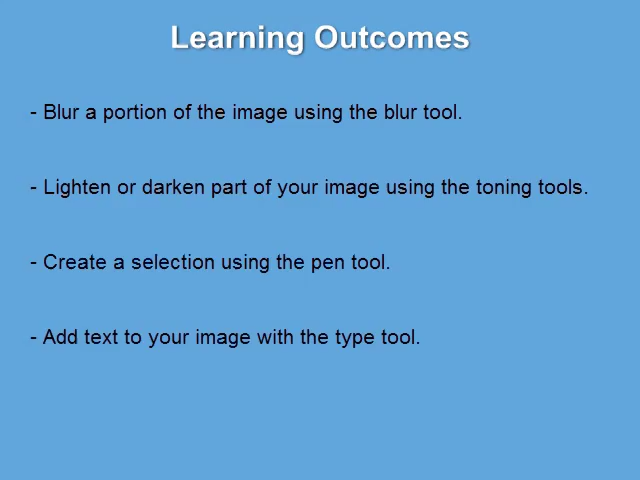 Learning Outcomes
- Blur a portion of the image using the blur tool.
- Lighten or darken part of your image using the toning tools.
- Create a selection using the pen tool.
- Add text to your image with the type tool.